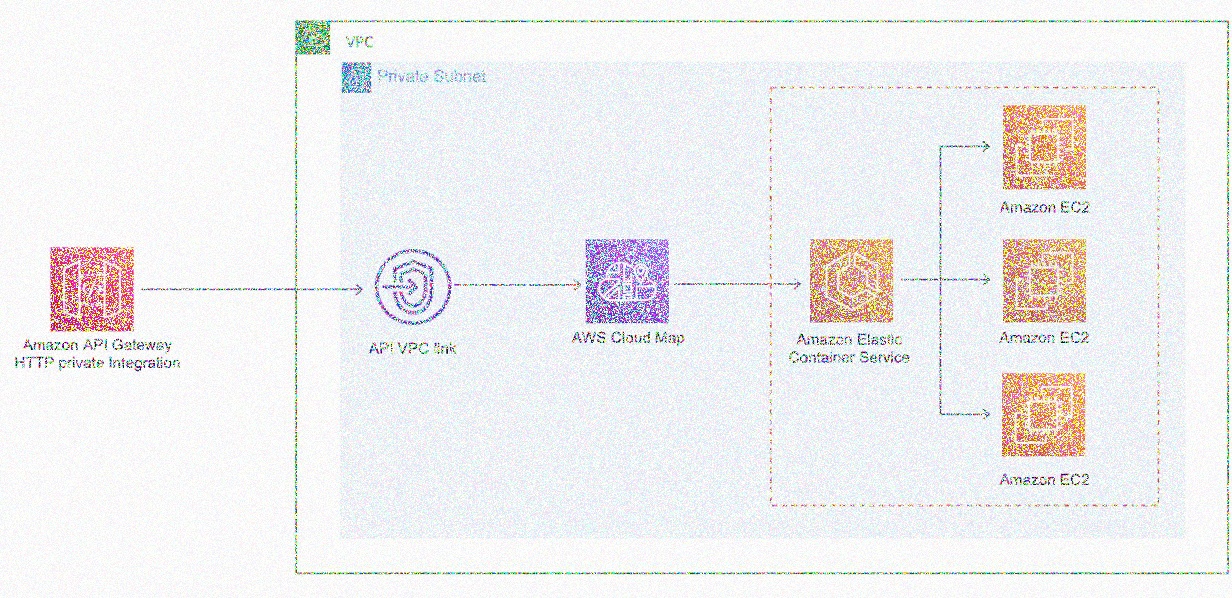 VPC
Private Subnet
Amazon EC2
Amazon API Gateway
HTTP private Integration
API VPC link
AWS Cloud Map
Amazon Elastic
Container Service
Amazon EC2
Amazon EC2